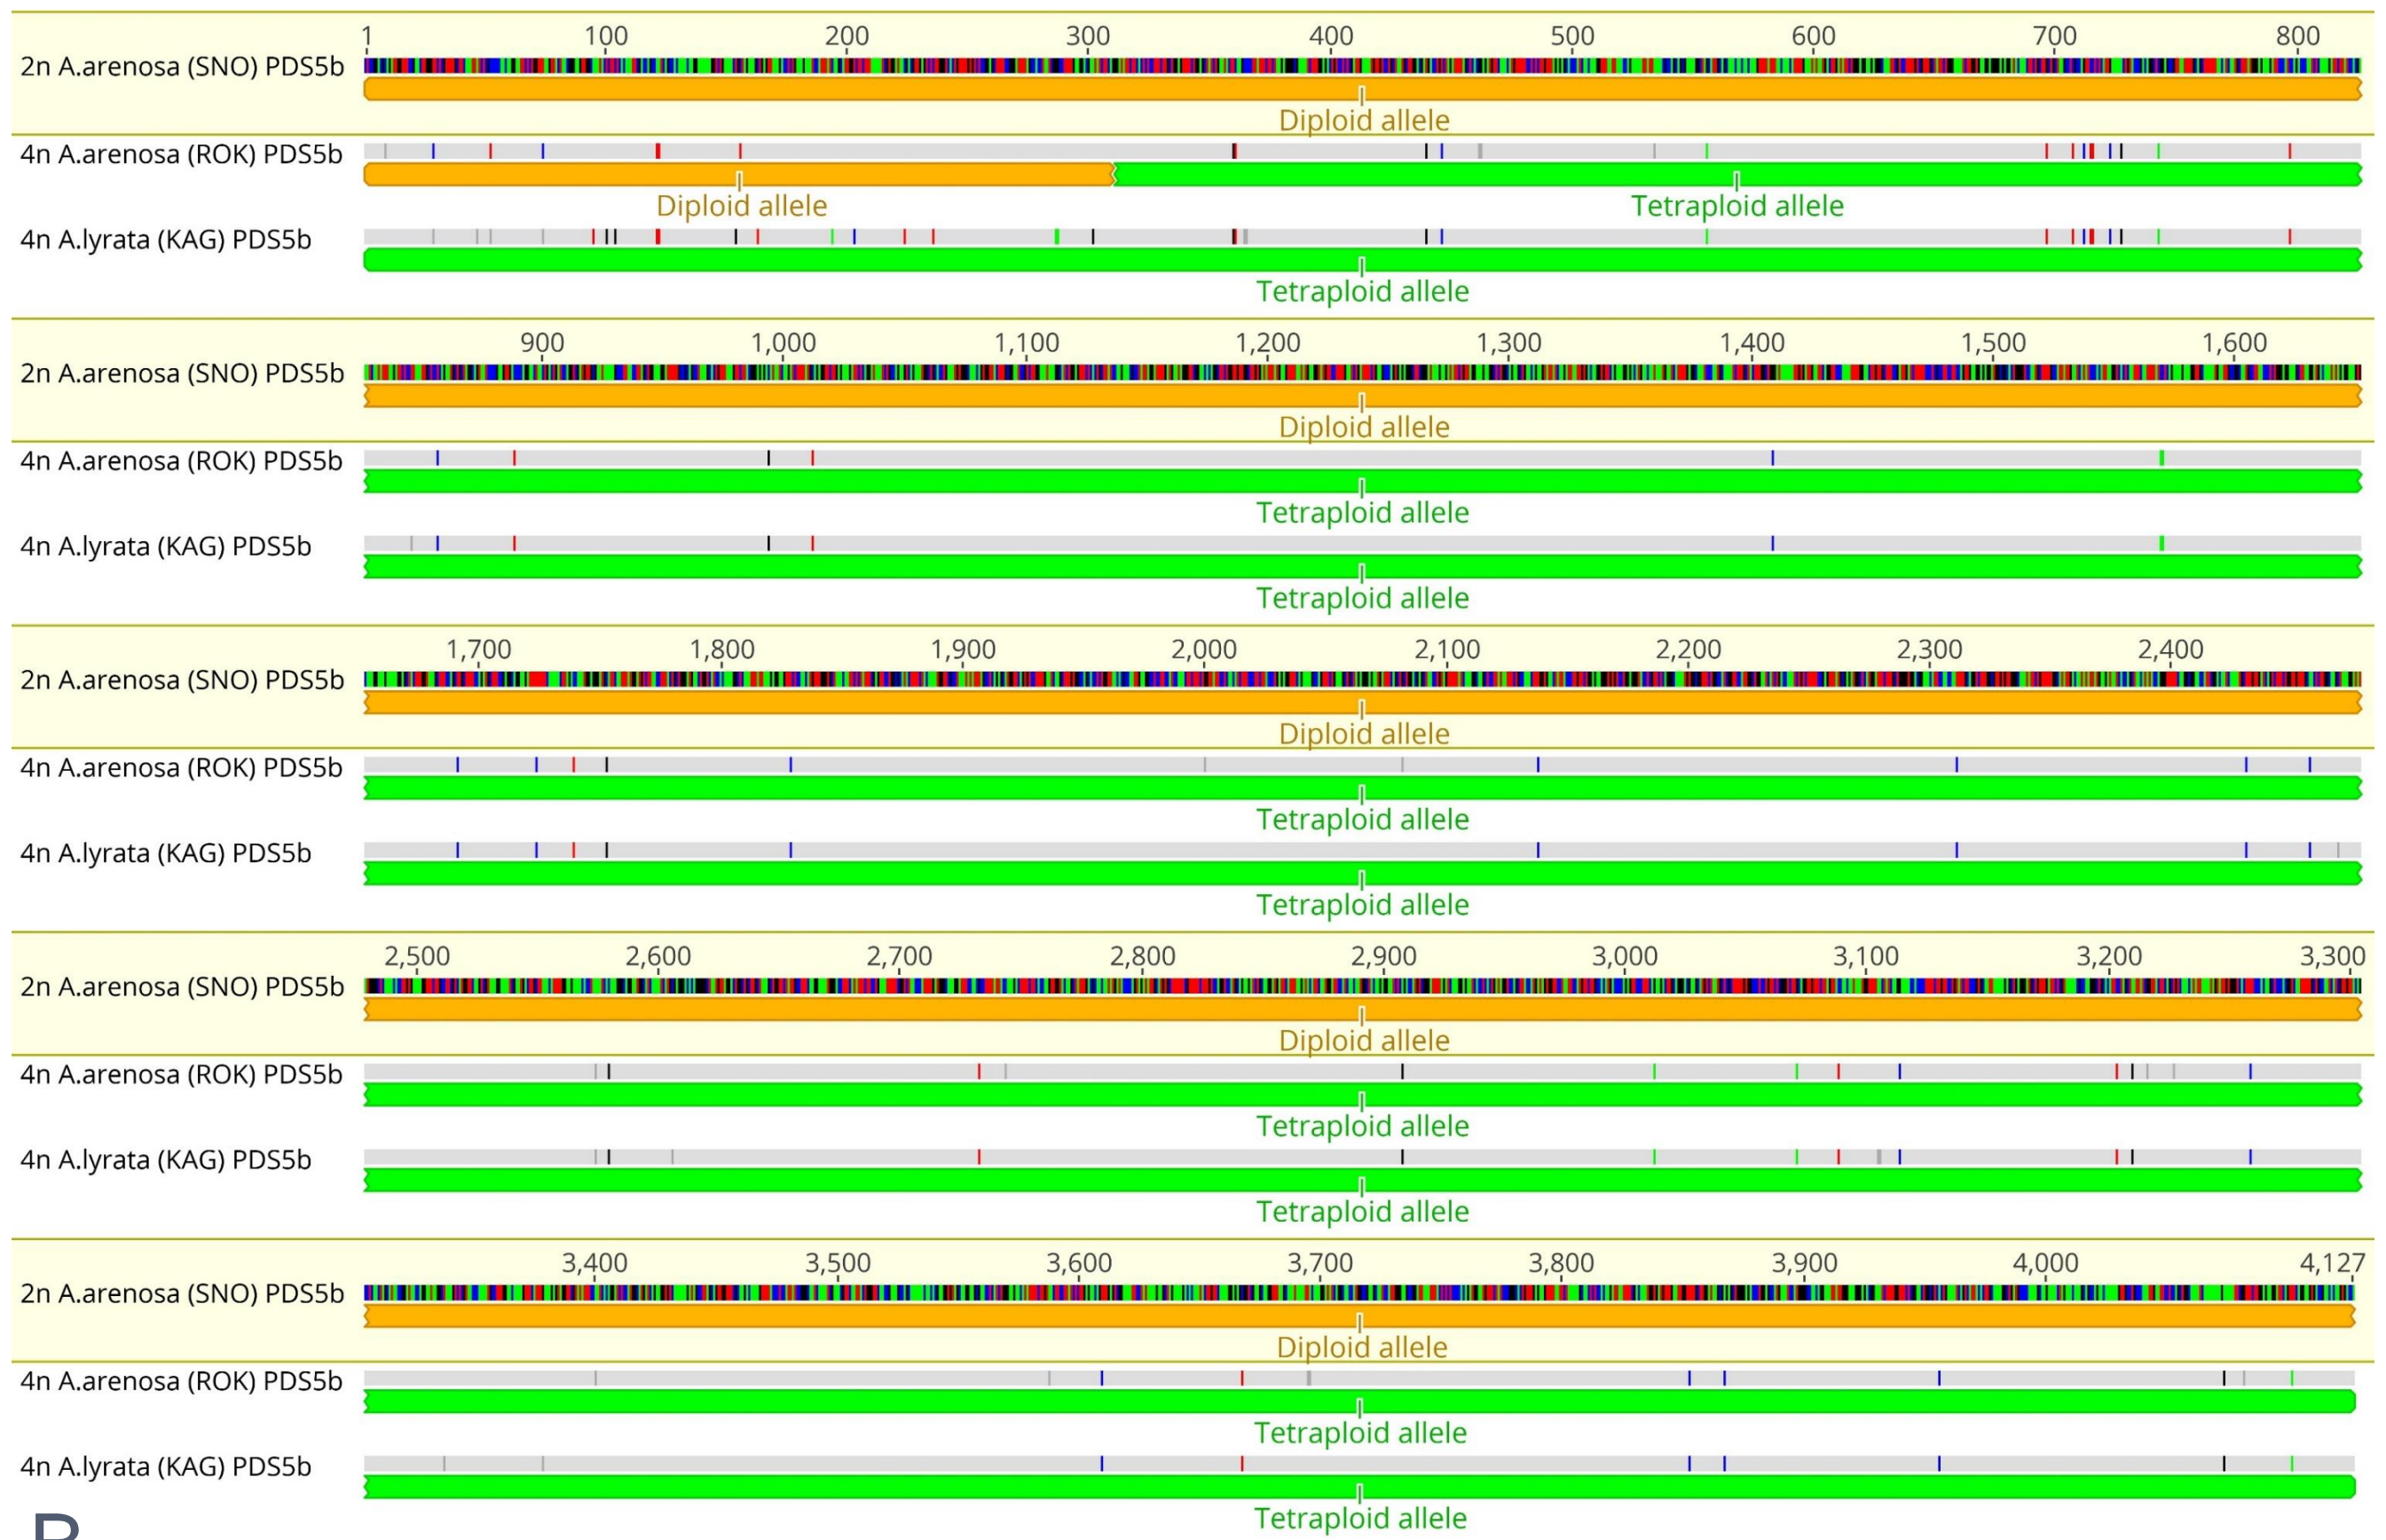 1 100 200 300 400 500 600 700 800
2n A.arenosa (SNO) PDS5b
Diploid allele
4n A.arenosa (ROK) PDS5b
Diploid allele Tetraploid allele
4n A.lyrata (KAG) PDS5b
Tetraploid allele
900 1,000 1,100 1,200 1,300 1,400 1,500 1,600
2n A.arenosa (SNO) PDS5b
Diploid allele
4n A.arenosa (ROK) PDS5b
Tetraploid allele
4n A.lyrata (KAG) PDS5b
Tetraploid allele
1,700 1,800 1,900 2,000 2,100 2,200 2,300 2,400
2n A.arenosa (SNO) PDS5b
Diploid allele
4n A.arenosa (ROK) PDS5b
Tetraploid allele
4n A.lyrata (KAG) PDS5b
Tetraploid allele
2,500 2,600 2,700 2,800 2,900 3,000 3,100 3,200 3,300
2n A.arenosa (SNO) PDS5b
Diploid allele
4n A.arenosa (ROK) PDS5b
Tetraploid allele
4n A.lyrata (KAG) PDS5b
Tetraploid allele
3,400 3,500 3,600 3,700 3,800 3,900 4,000 4,127
2n A.arenosa (SNO) PDS5b
Diploid allele
4n A.arenosa (ROK) PDS5b
Tetraploid allele
4n A.lyrata (KAG) PDS5b
Tetraploid allele